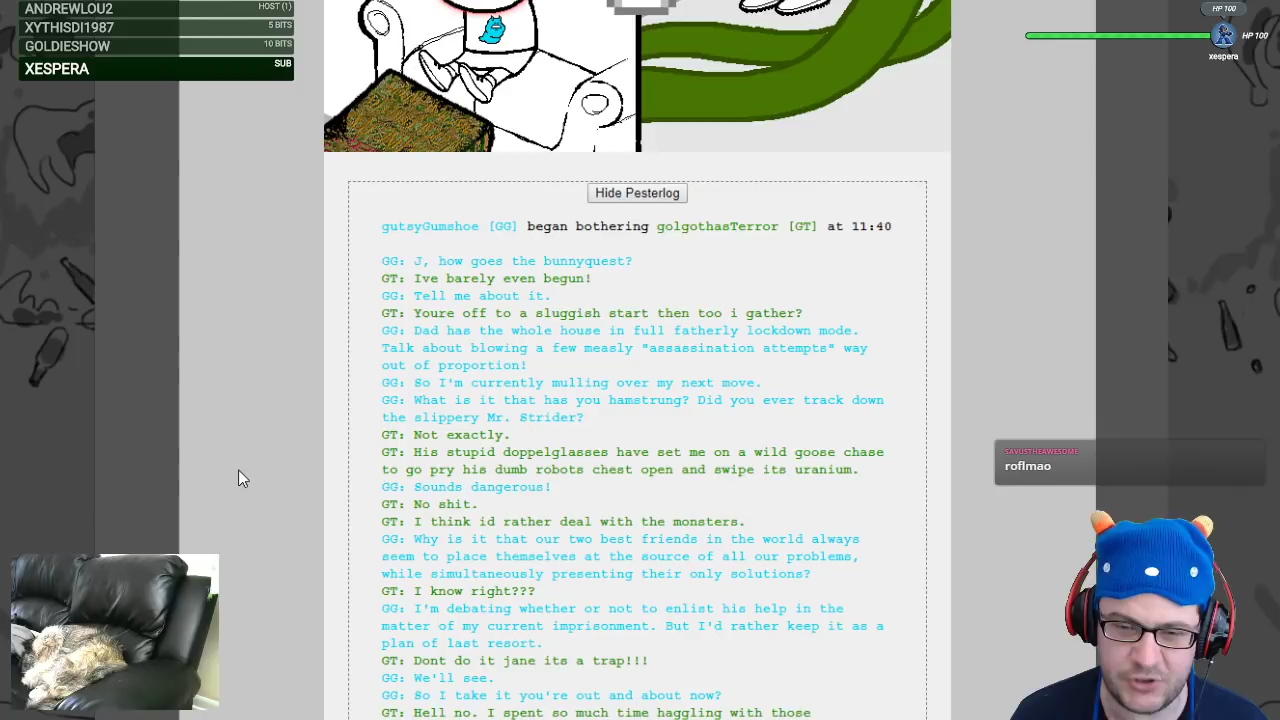 ANDREWLOU2 HOST (1)
XYTHISDI1987 5 BITS
GOLDIESHOW 10 BITS
XESPERA SUB
HP 100
HP 100
xespera
Hide Pesterlog
gutsyGumshoe [GG] began bothering golgothasTerror [GT] at 11:40
GG: J, how goes the bunnyquest?
GT: Ive barely even begun!
GG: Tell me about it.
GT: Youre off to a sluggish start then too i gather?
GG: Dad has the whole house in full fatherly lockdown mode.
Talk about blowing a few measly "assassination attempts" way
out of proportion!
GG: So I'm currently mulling over my next move.
GG: What is it that has you hamstrung? Did you ever track down
the slippery Mr. Strider?
GT: Not exactly.
GT: His stupid doppelglasses have set me on a wild goose chase
to go pry his dumb robots chest open and swipe its uranium.
GG: Sounds dangerous!
GT: No shit.
GT: I think id rather deal with the monsters.
GG: Why is it that our two best friends in the world always
seem to place themselves at the source of all our problems,
while simultaneously presenting their only solutions?
GT: I know right???
GG: I'm debating whether or not to enlist his help in the
matter of my current imprisonment. But I'd rather keep it as a
plan of last resort.
GT: Dont do it jane its a trap!!!
GG: We'll see.
GG: So I take it you're out and about now?
GT: Hell no. I spent so much time haggling with those
SAVUSTHEAWESOME
roflmao